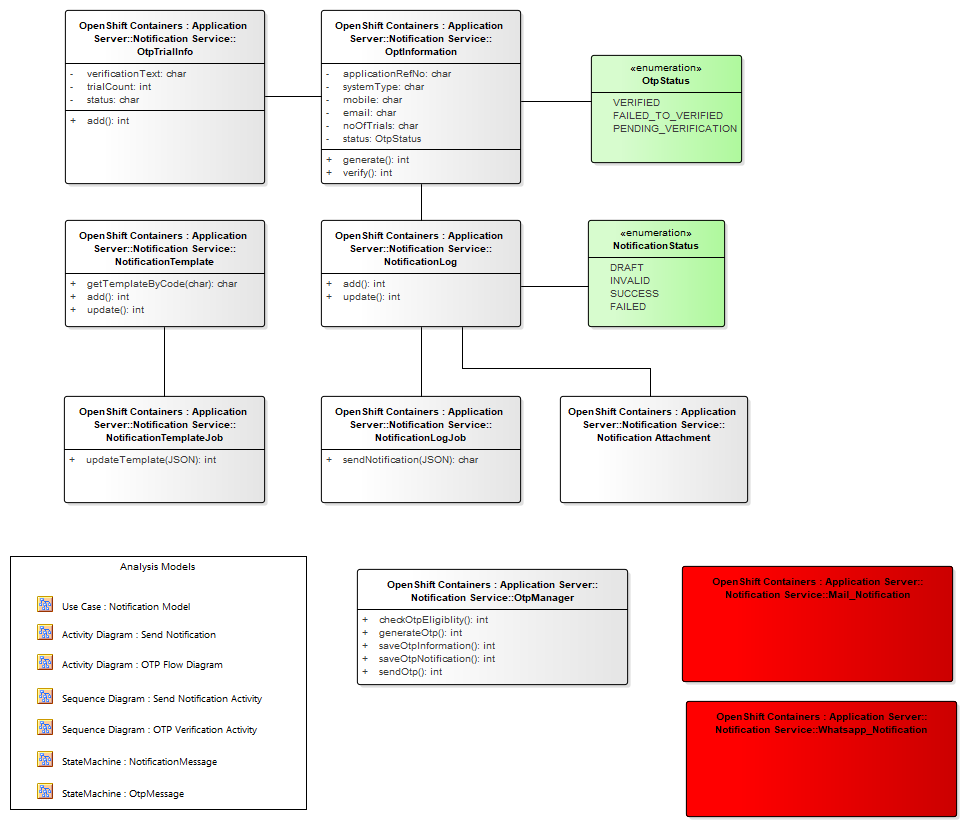 OpenShift Containers : Application
Server::Notification Service::
OtpTrialInfo
- verificationText: char
- trialCount: int
- status: char
+ add(): int
OpenShift Containers : Application
Server::Notification Service::
OptInformation
- applicationRefNo: char
- systemType: char
- mobile: char
- email: char
- noOfTrials: char
- status: OtpStatus
+ generate(): int
+ verify(): int
«enumeration»
OtpStatus
VERIFIED
FAILED_TO_VERIFIED
PENDING_VERIFICATION
OpenShift Containers : Application
Server::Notification Service::
NotificationTemplate
+ getTemplateByCode(char): char
+ add(): int
+ update(): int
OpenShift Containers : Application
Server::Notification Service::
NotificationLog
+ add(): int
+ update(): int
«enumeration»
NotificationStatus
DRAFT
INVALID
SUCCESS
FAILED
OpenShift Containers : Application
Server::Notification Service::
NotificationTemplateJob
+ updateTemplate(JSON): int
OpenShift Containers : Application
Server::Notification Service::
NotificationLogJob
+ sendNotification(JSON): char
OpenShift Containers : Application
Server::Notification Service::
Notification Attachment
Analysis Models
Use Case : Notification Model
Activity Diagram : Send Notification
Activity Diagram : OTP Flow Diagram
Sequence Diagram : Send Notification Activity
Sequence Diagram : OTP Verification Activity
StateMachine : NotificationMessage
StateMachine : OtpMessage
OpenShift Containers : Application Server::
Notification Service::OtpManager
+ checkOtpEligiblity(): int
+ generateOtp(): int
+ saveOtpInformation(): int
+ saveOtpNotification(): int
+ sendOtp(): int
OpenShift Containers : Application Server::
Notification Service::Mail_Notification
OpenShift Containers : Application Server::
Notification Service::Whatsapp_Notification